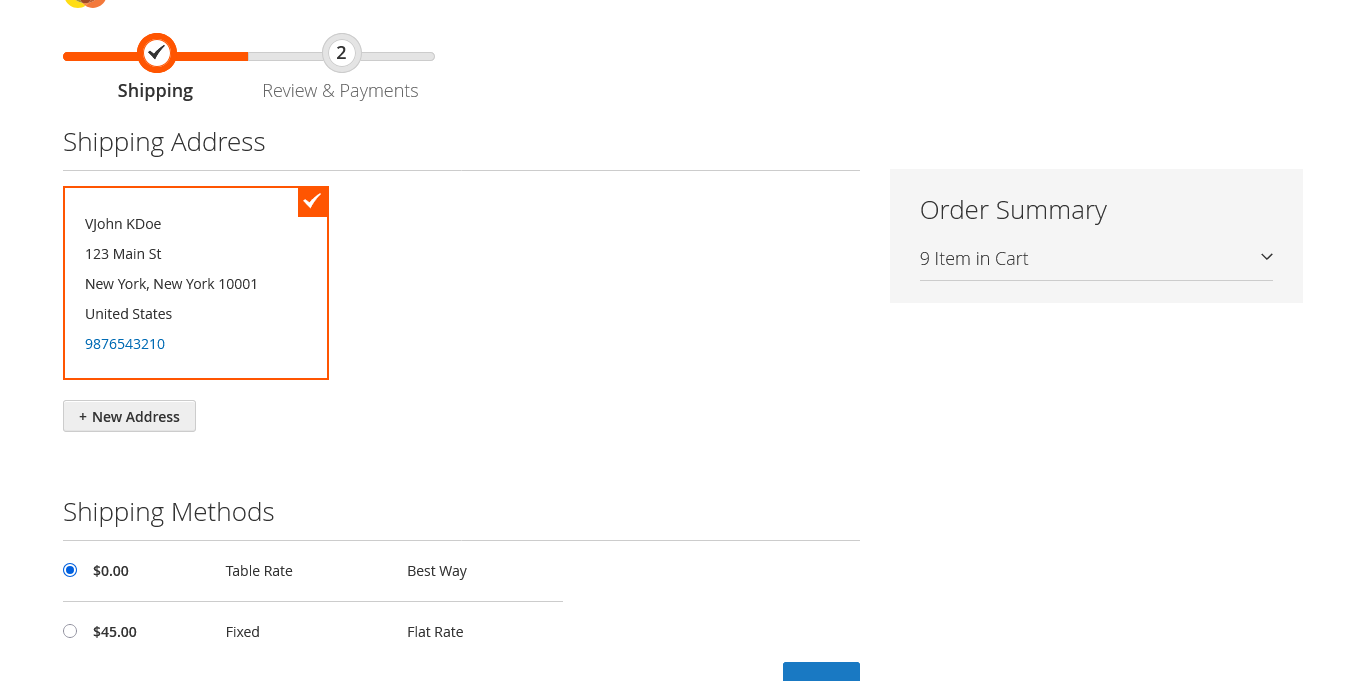 2
Shipping
Review & Payments
Shipping Address
VJohn KDoe
123 Main St
New York, New York 10001
United States
9876543210
+ New Address
Order Summary
9 Item in Cart
Shipping Methods
$0.00 Table Rate Best Way
$45.00 Fixed Flat Rate